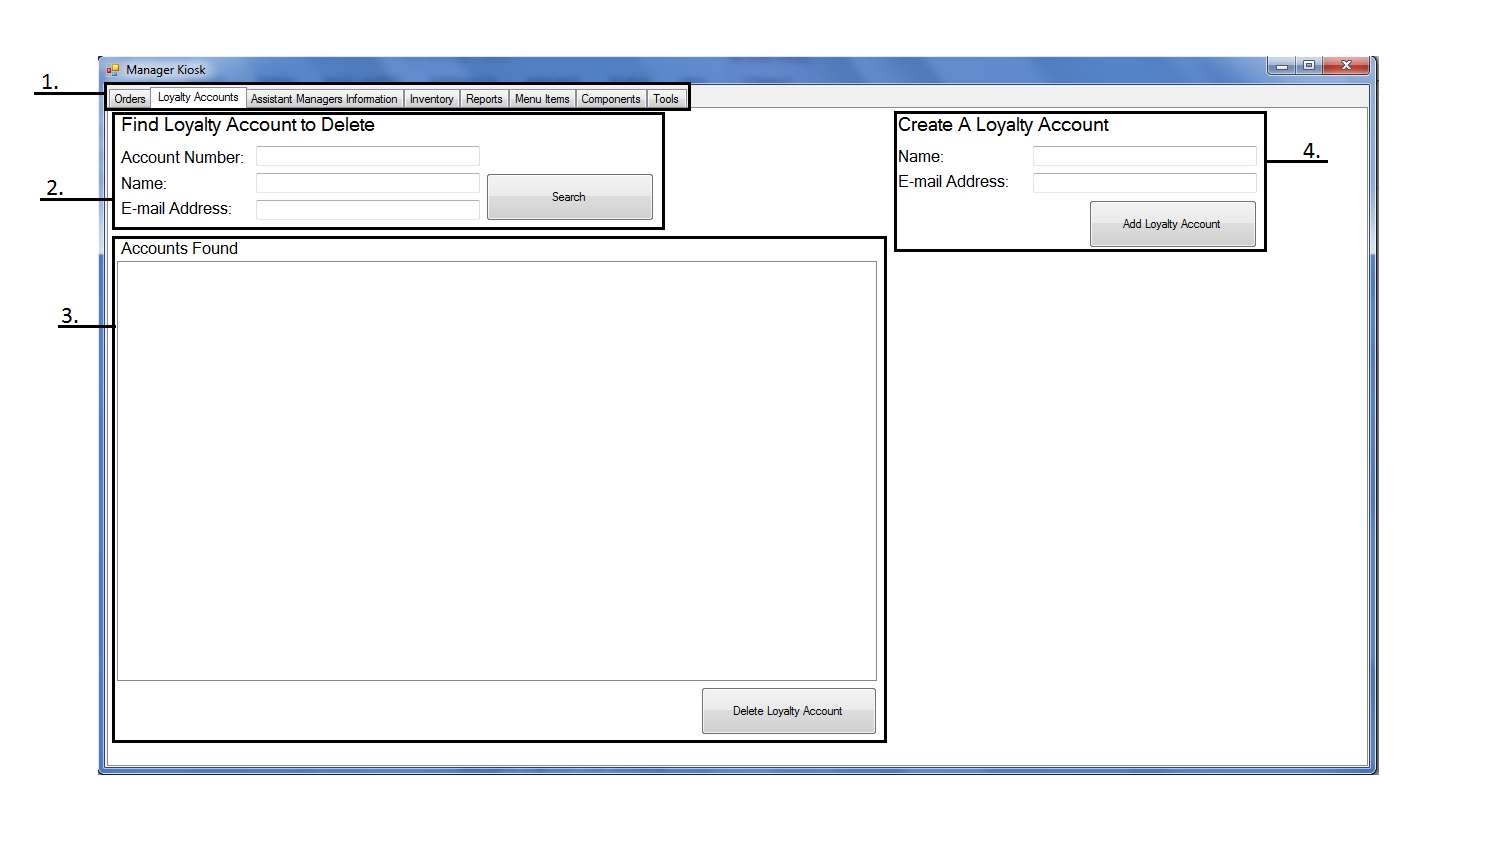 Manager Kiosk
1.
Orders Loyalty Accounts Assistant Managers Information Inventory Reports Menu Items Components Tools
Find Loyalty Account to Delete
Account Number:
2.
Name:
E-mail Address:
Search
3.
Accounts Found
Delete Loyalty Account
Create A Loyalty Account
4.
Name:
E-mail Address:
Add Loyalty Account